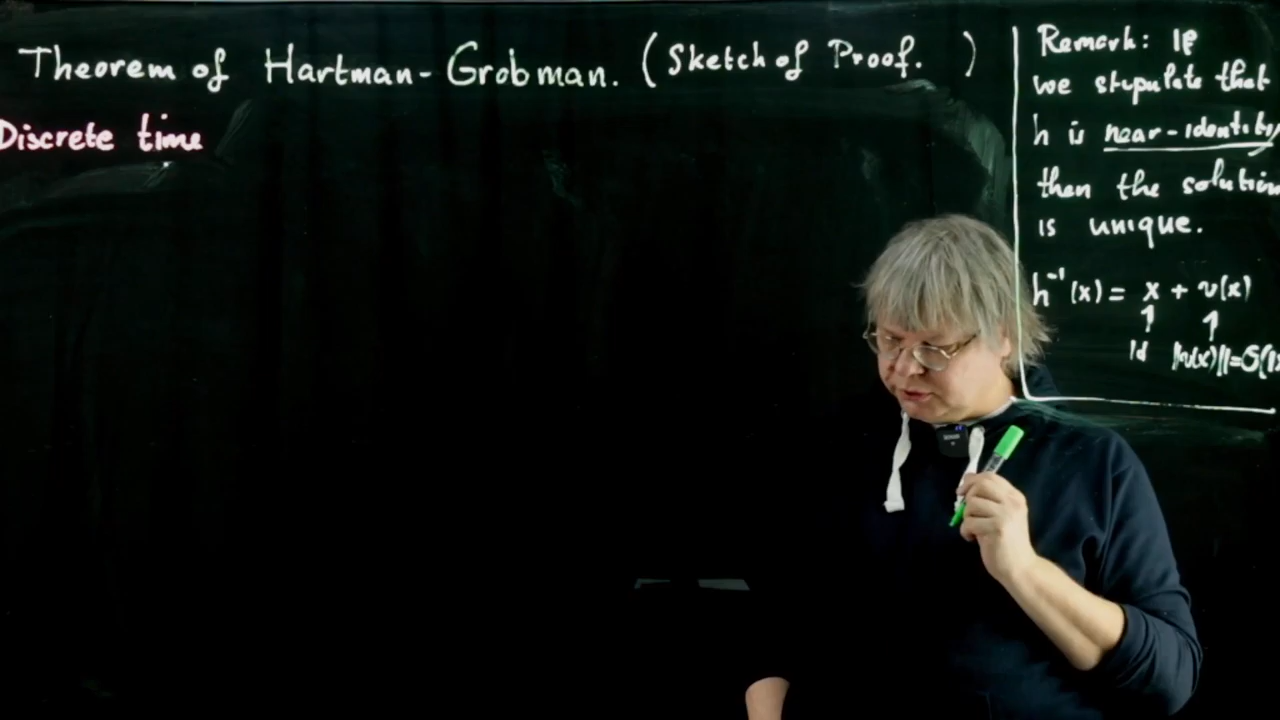 Theorem of Hartman-Grobman. (Sketch of Proof. )
Discrete time
Remark: If
we stipulate that
h is near-identity
then the solution
is unique.
h⁻¹(x) = x + v(x)
↑ ↑
Id